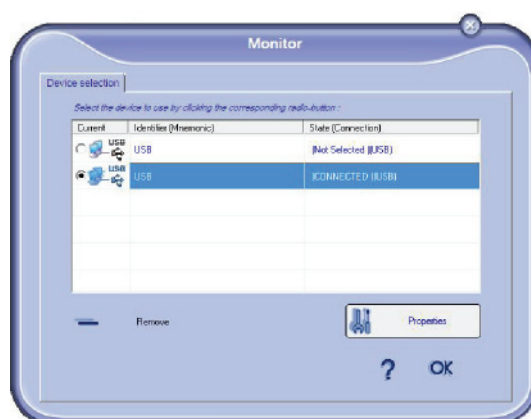 Monitor
Device selection
Select the device to use by clicking the corresponding radio-button :
Current Identifier (Mnemonic) State (Connection)
USB USB (Not Selected )(USB)
USB USB (CONNECTED )(USB)
Remove Properties
? OK